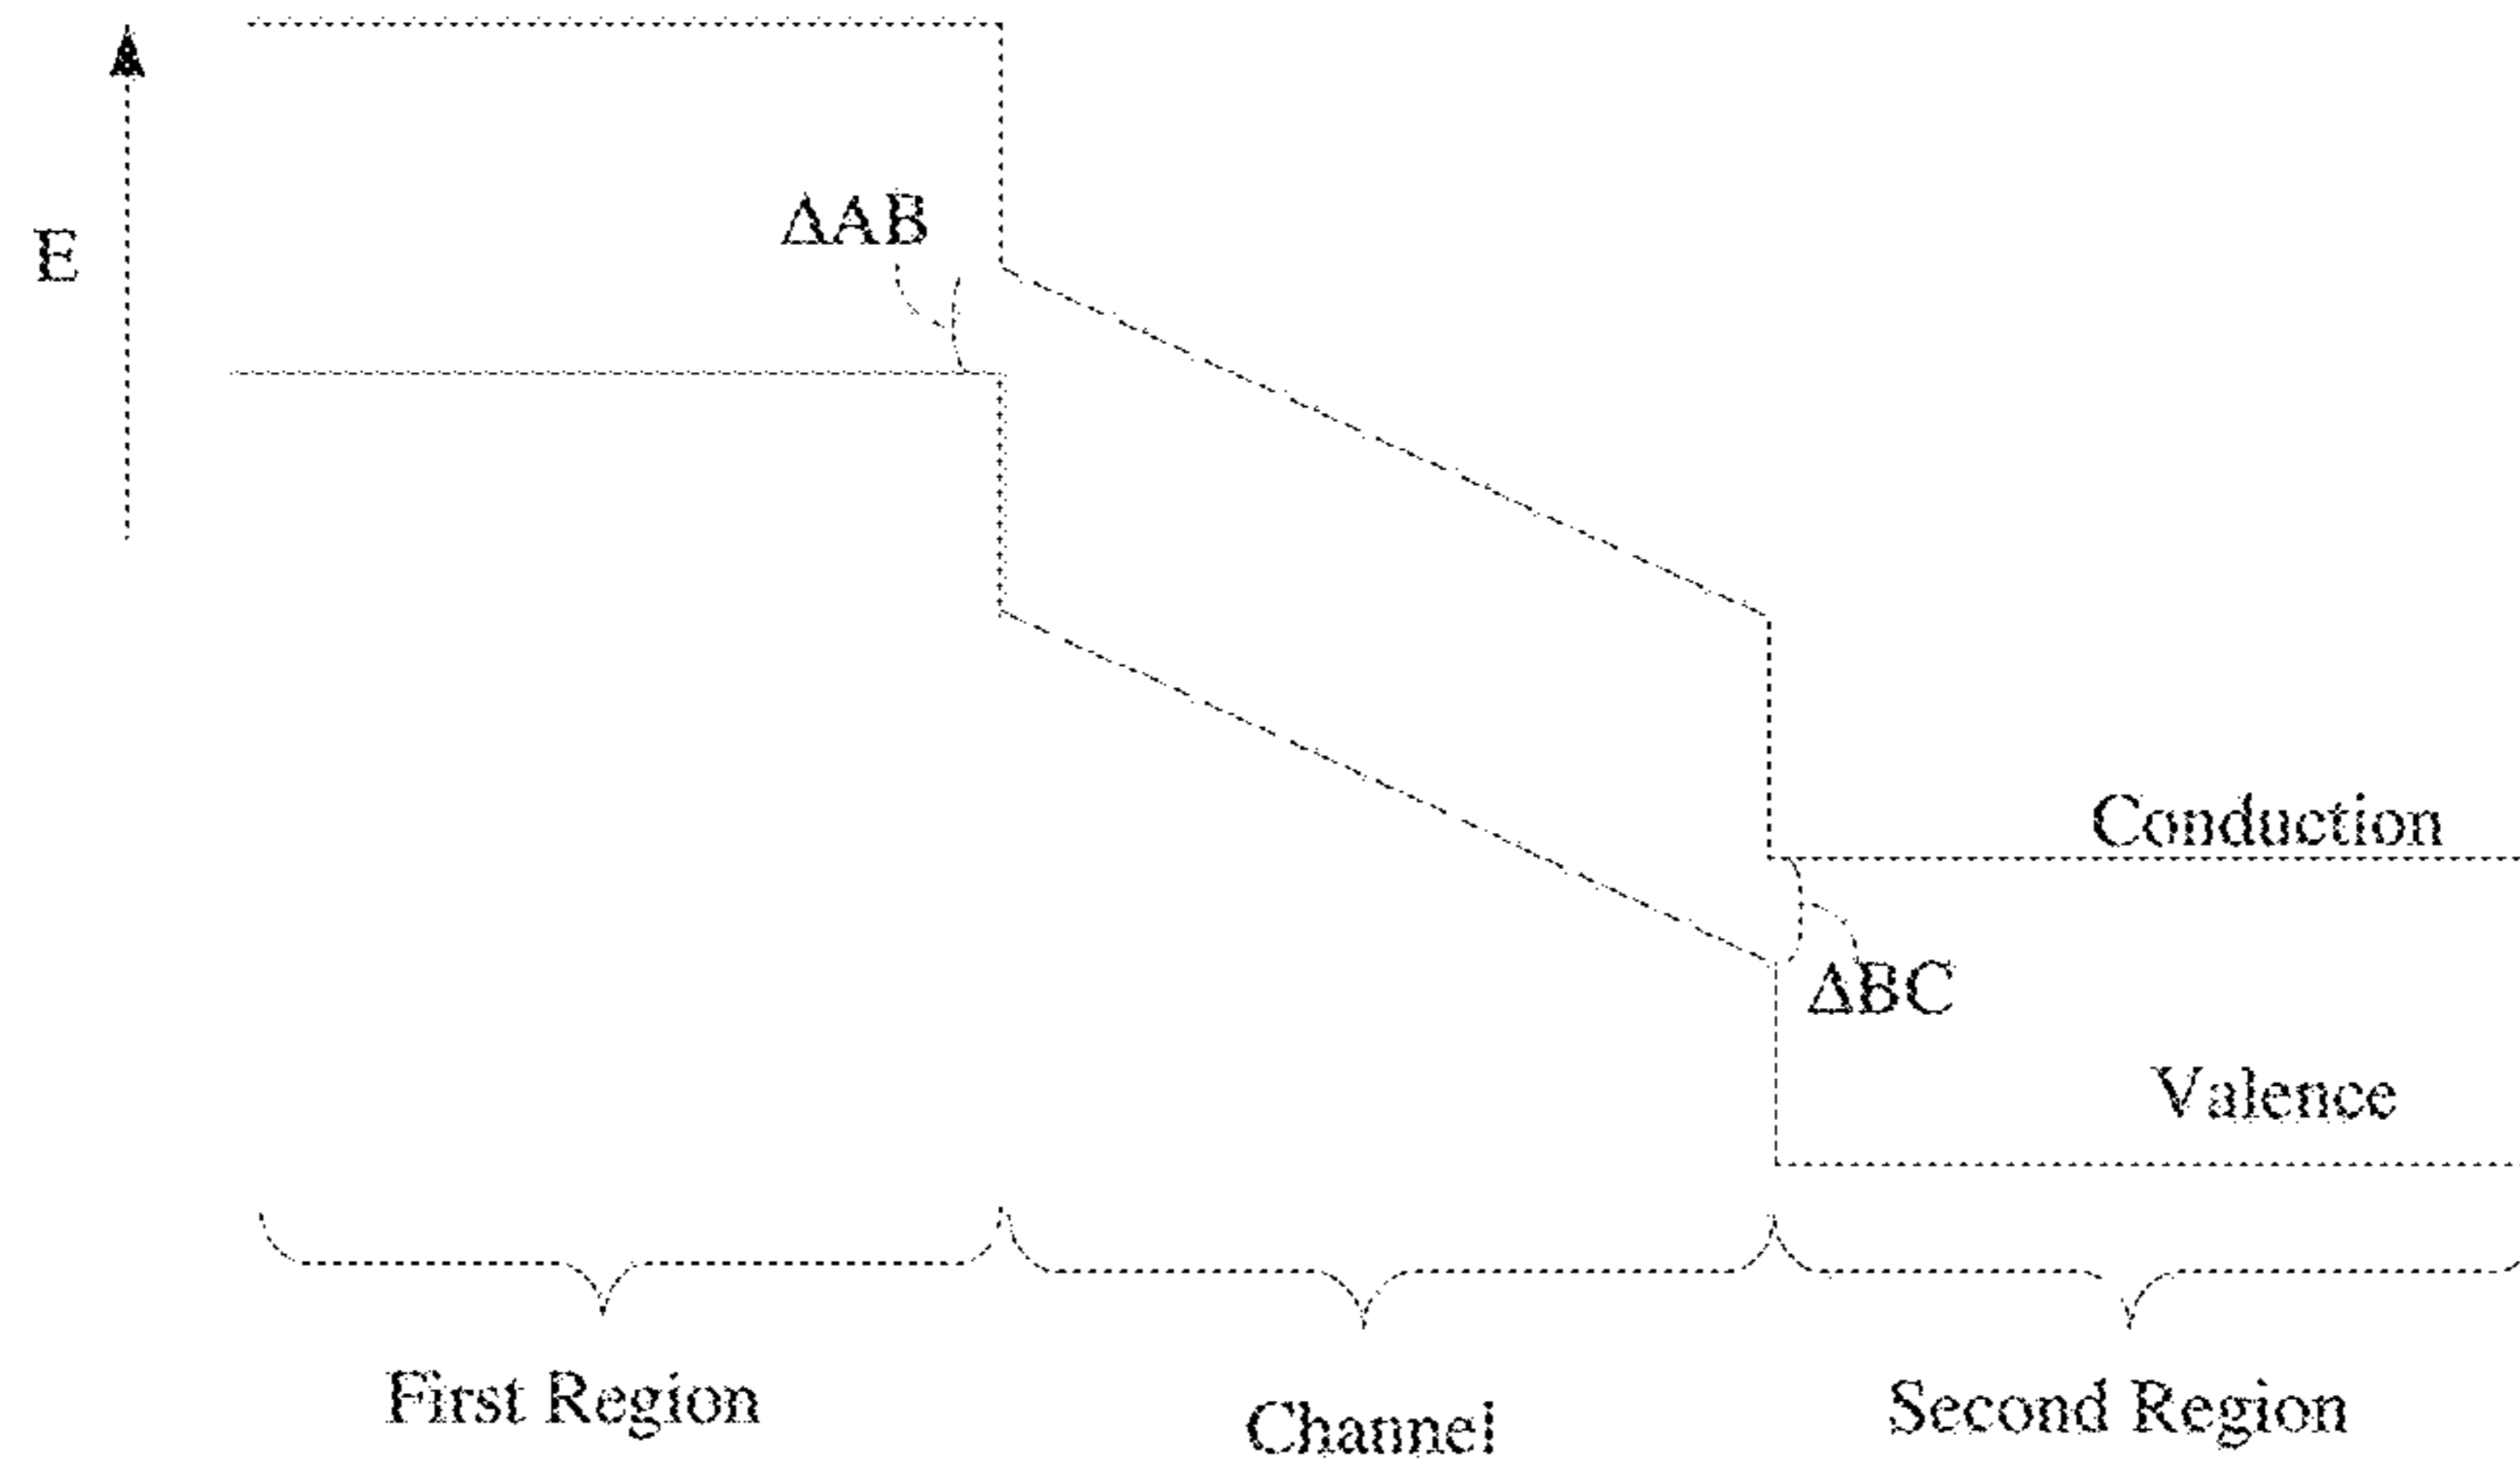 ΔAB
E
Conduction
ΔBC
Valence
First Region
Channel
Second Region